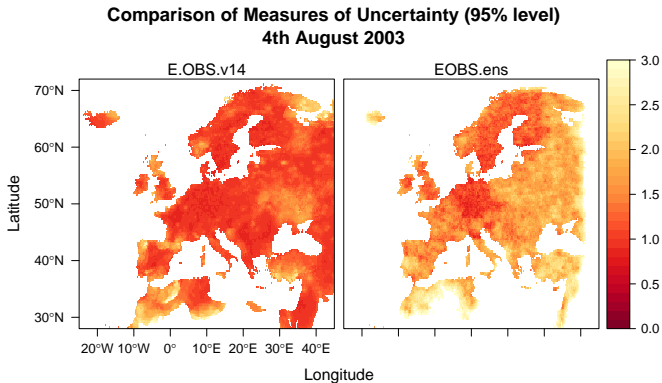 Comparison of Measures of Uncertainty (95% level)
4th August 2003
E.OBS.v14
EOBS.ens
70°N
60°N
50°N
40°N
30°N
Latitude
20°W 10°W 0° 10°E 20°E 30°E 40°E
Longitude
3.0
2.5
2.0
1.5
1.0
0.5
0.0